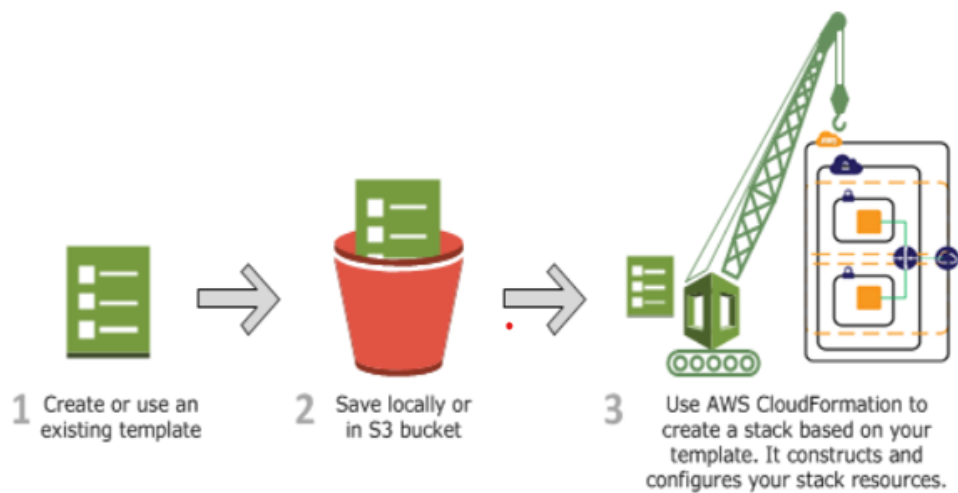 1 Create or use an
existing template
2 Save locally or
in S3 bucket
3 Use AWS CloudFormation to
create a stack based on your
template. It constructs and
configures your stack resources.
AWS